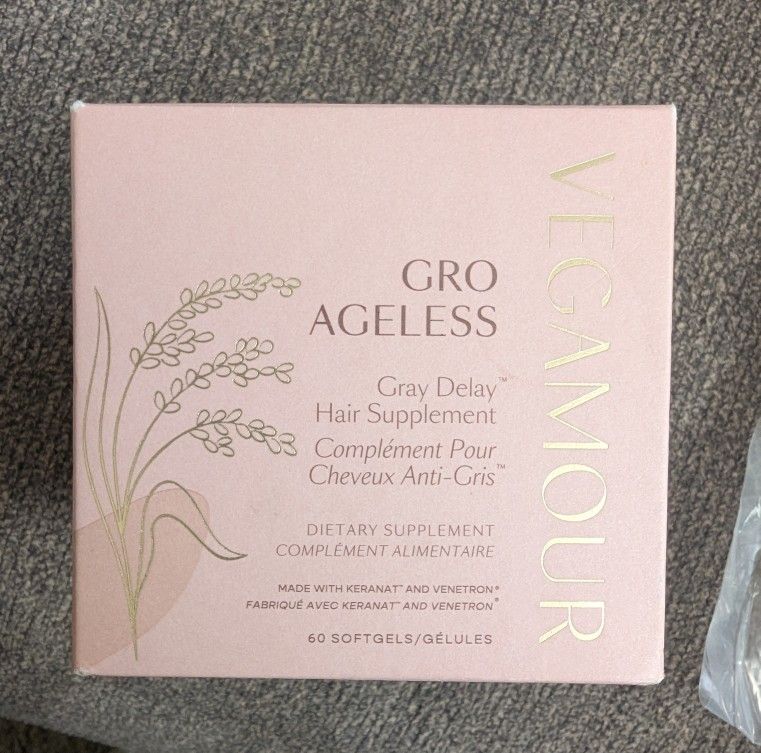 GRO
AGELESS
Gray Delay™
Hair Supplement
Complément Pour
Cheveux Anti-Gris™
DIETARY SUPPLEMENT
COMPLÉMENT ALIMENTAIRE
MADE WITH KERANAT™ AND VENETRON®
FABRIQUÉ AVEC KERANAT™ AND VENETRON®
60 SOFTGELS/GÉLULES
VEGAMOUR